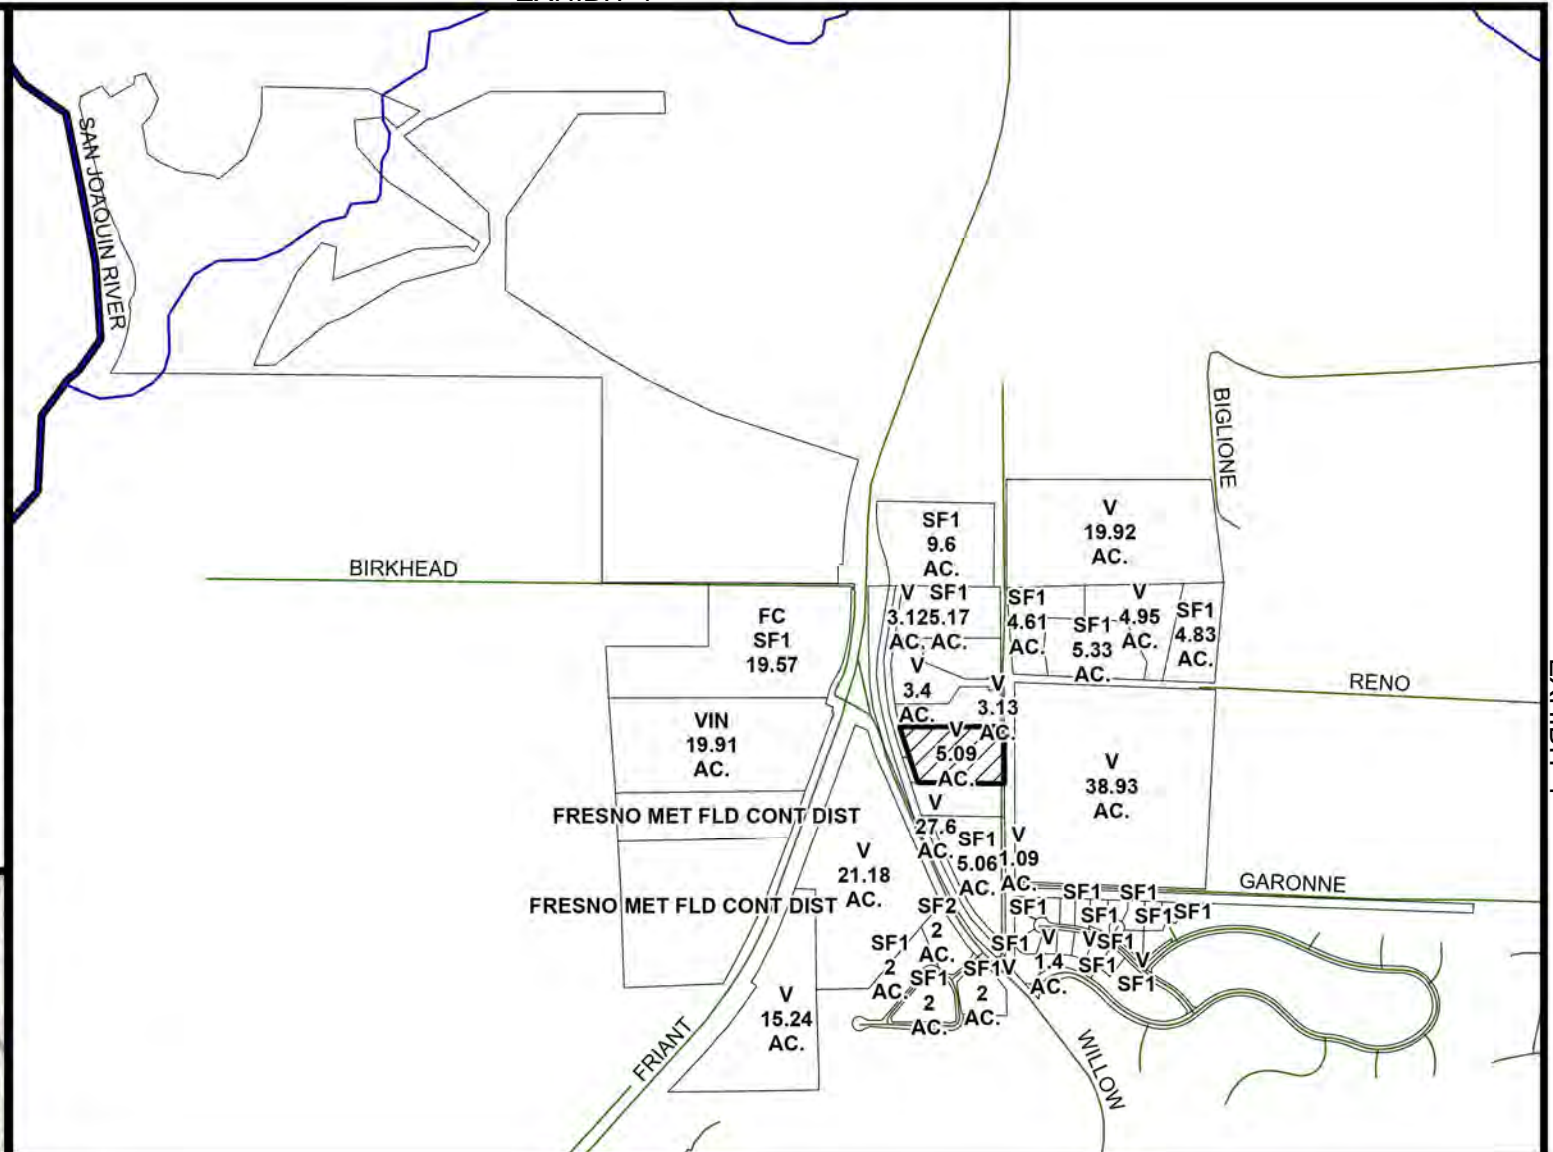 SAN JOAQUIN RIVER
BIGLIONE
SF1
9.6
AC.
V
19.92
AC.
BIRKHEAD
FC
SF1
19.57
V
3.12
AC.
SF1
5.17
AC.
SF1
4.61
AC.
SF1
5.33
AC.
V
4.95
AC.
SF1
4.83
AC.
RENO
V
3.4
AC.
V
3.13
AC.
VIN
19.91
AC.
V
5.09
AC.
V
38.93
AC.
FRESNO MET FLD CONT DIST
V
27.6
AC.
SF1
5.06
AC.
V
1.09
AC.
V
21.18
AC.
GARONNE
FRESNO MET FLD CONT DIST
SF2
2
AC.
SF1
SF1
SF1
SF1
SF1
SF1
SF1
2
AC.
SF1
2
AC.
SF1
SF1
V
2
AC.
V
1.4
AC.
V
SF1
SF1
V
SF1
V
15.24
AC.
FRIANT
WILLOW